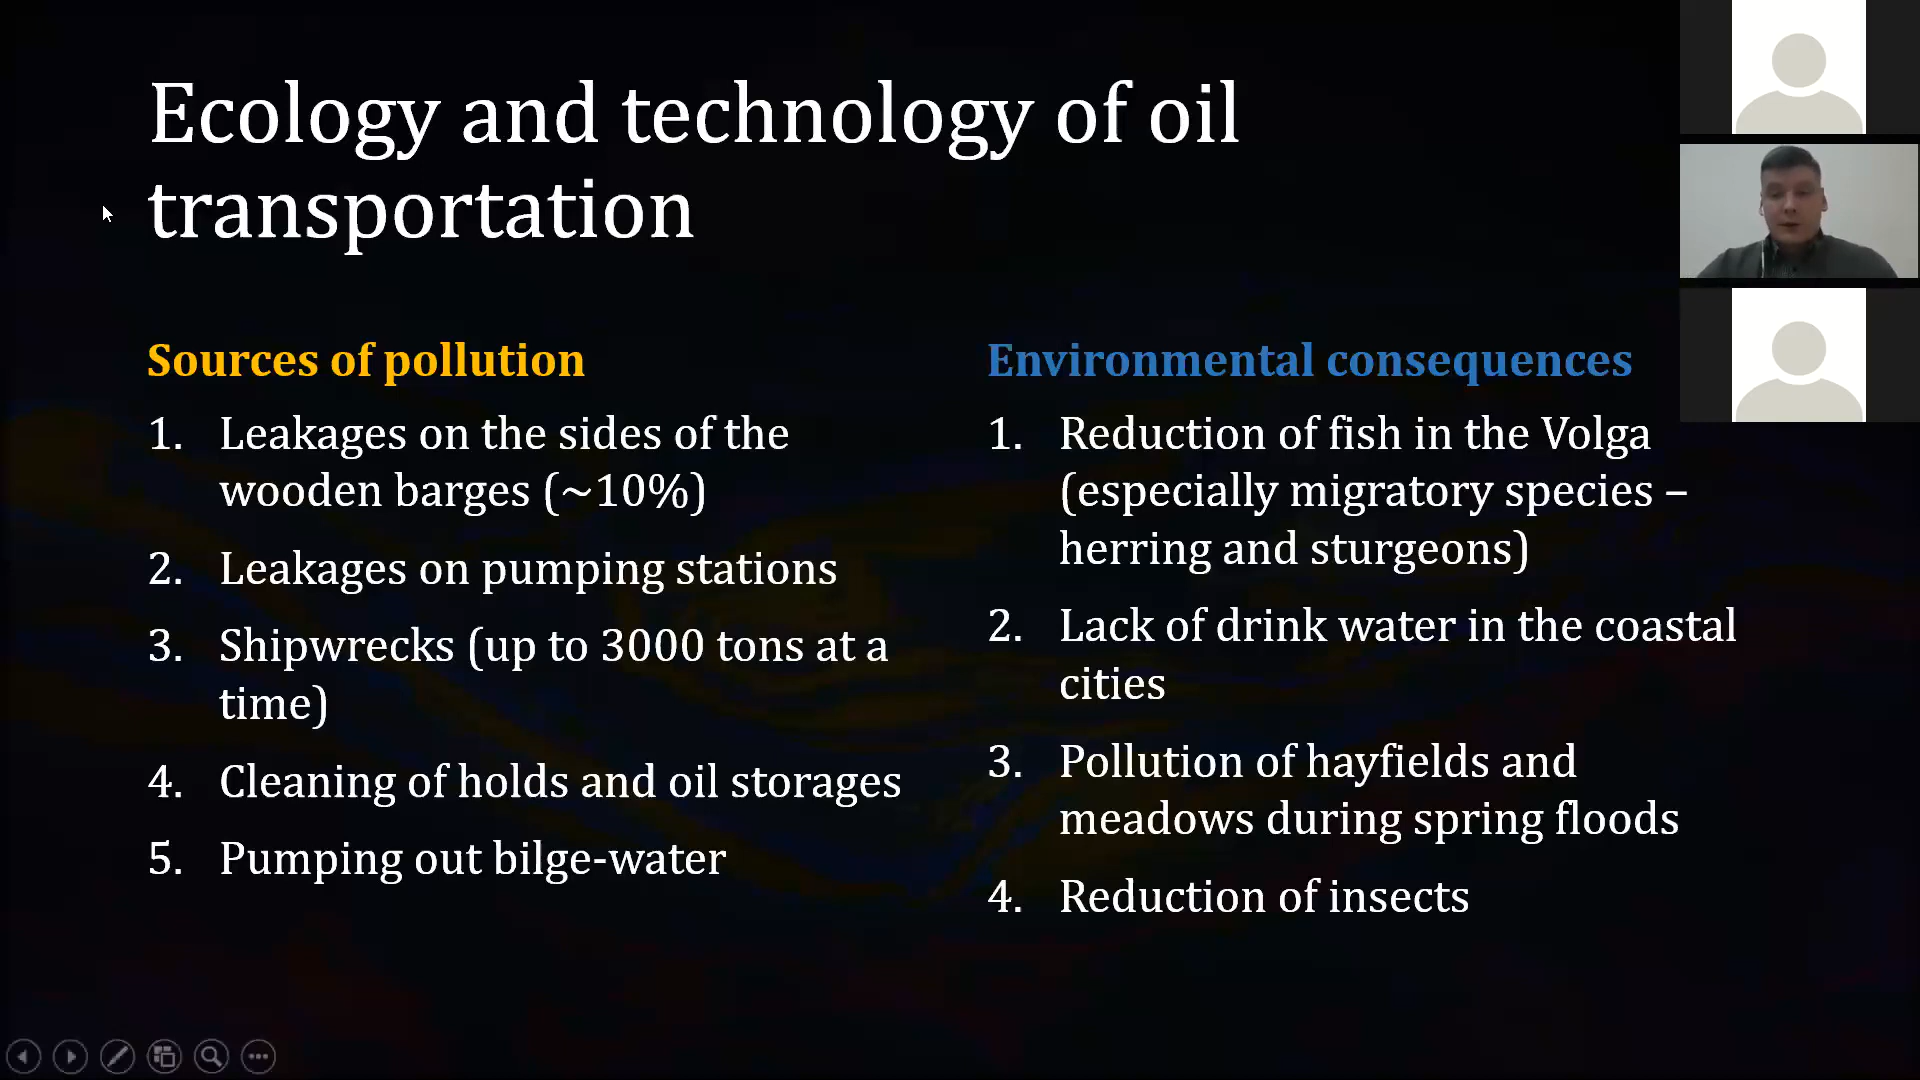 Ecology and technology of oil
transportation
Sources of pollution
1. Leakages on the sides of the
wooden barges (~10%)
2. Leakages on pumping stations
3. Shipwrecks (up to 3000 tons at a
time)
4. Cleaning of holds and oil storages
5. Pumping out bilge-water
Environmental consequences
1. Reduction of fish in the Volga
(especially migratory species –
herring and sturgeons)
2. Lack of drink water in the coastal
cities
3. Pollution of hayfields and
meadows during spring floods
4. Reduction of insects